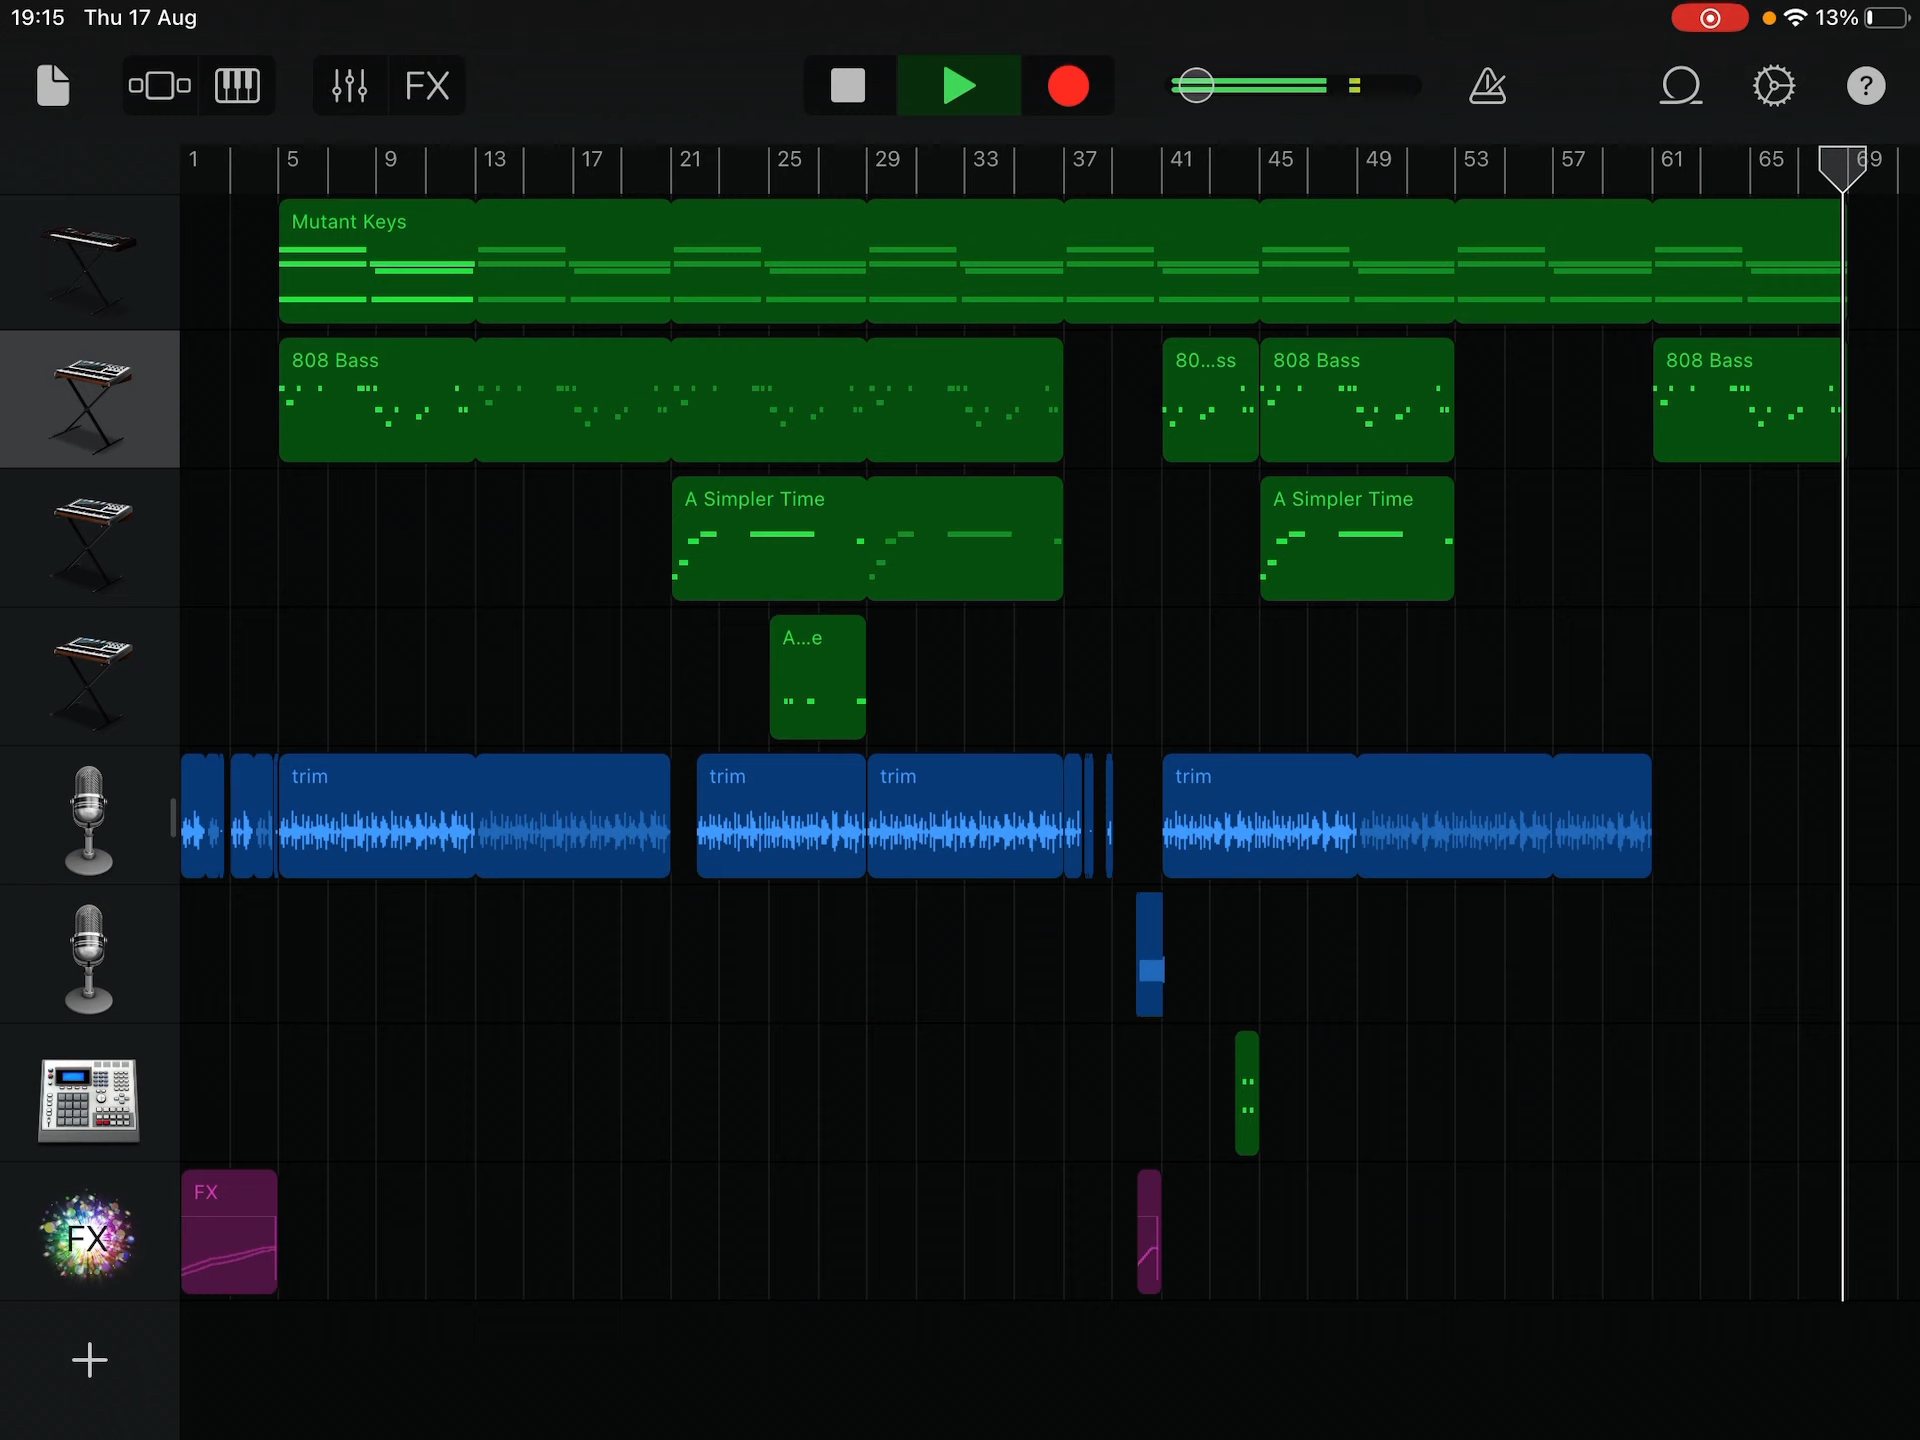 19:15 Thu 17 Aug
13%
FX
?
1 5 9 13 17 21 25 29 33 37 41 45 49 53 57 61 65 69
Mutant Keys
808 Bass 80...ss 808 Bass 808 Bass
A Simpler Time A Simpler Time
A...e
trim trim trim trim
FX
FX